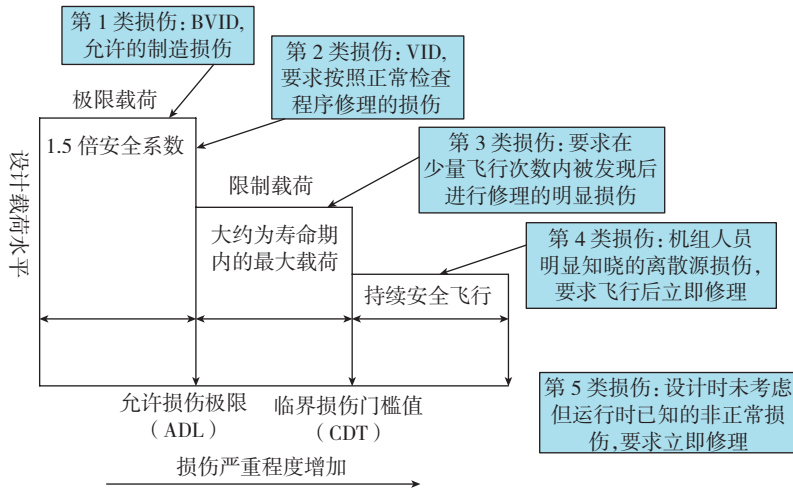 第 1 类损伤: BVID,
允许的制造损伤
第 2 类损伤: VID,
要求按照正常检查
程序修理的损伤
极限载荷
1.5 倍安全系数
第 3 类损伤: 要求在
少量飞行次数内被发现后
进行修理的明显损伤
限制载荷
大约为寿命期
内的最大载荷
第 4 类损伤: 机组人员
明显知晓的离散源损伤,
要求飞行后立即修理
持续安全飞行
设计载荷水平
允许损伤极限
（ADL）
临界损伤门槛值
（CDT）
第 5 类损伤: 设计时未考虑
但运行时已知的非正常损
伤,要求立即修理
损伤严重程度增加